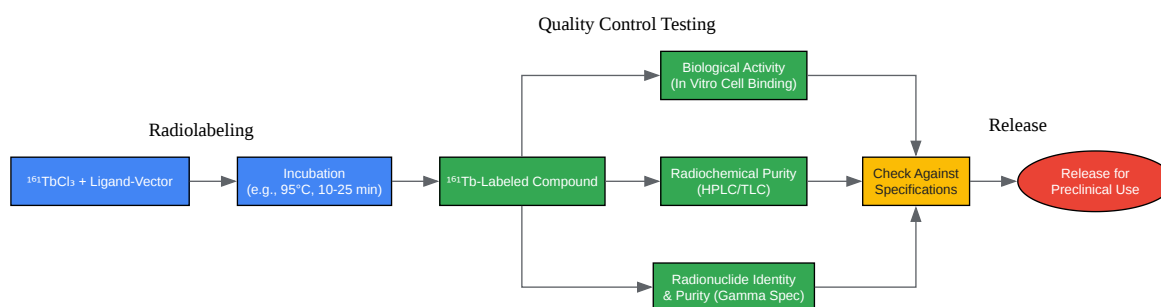 Quality Control Testing
Biological Activity
(In Vitro Cell Binding)
Radiolabeling
Release
¹⁶¹TbCl₃ + Ligand-Vector
Incubation
(e.g., 95°C, 10-25 min)
¹⁶¹Tb-Labeled Compound
Radiochemical Purity
(HPLC/TLC)
Check Against
Specifications
Release for
Preclinical Use
Radionuclide Identity
& Purity (Gamma Spec)